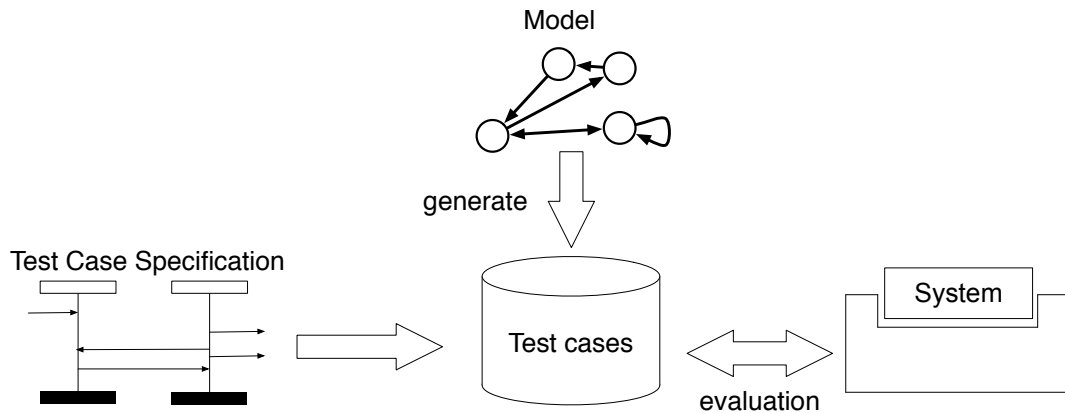 Model
generate
Test Case Specification
System
Test cases
evaluation